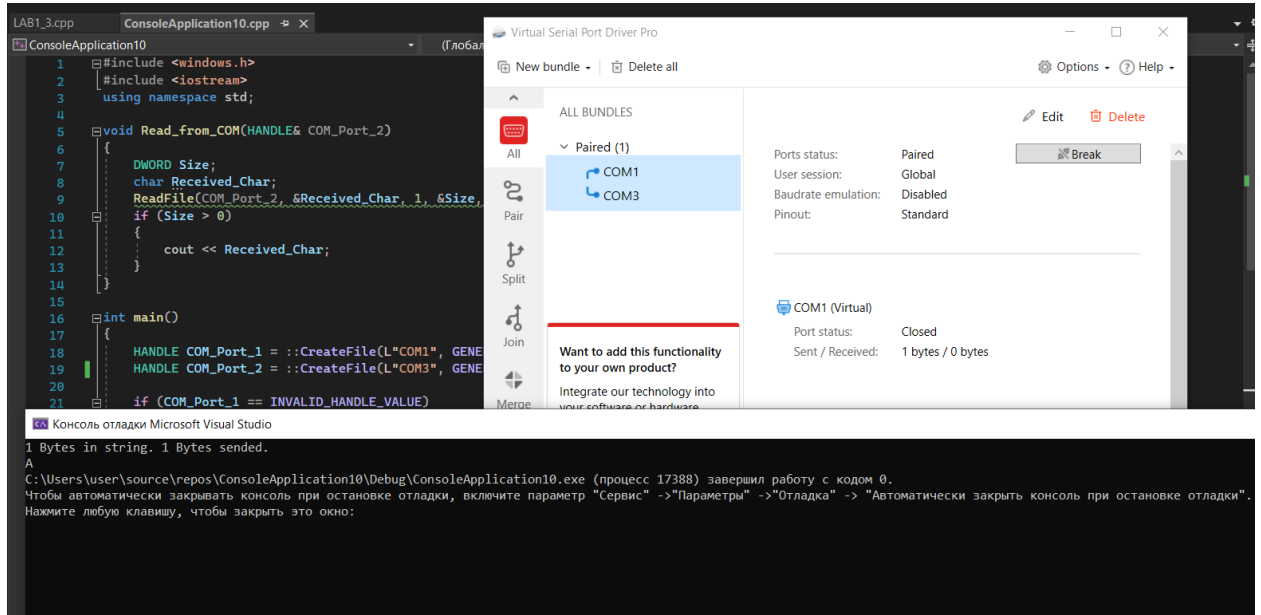 LAB1_3.cpp ConsoleApplication10.cpp
ConsoleApplication10 (Глобал
1 #include <windows.h>
2 #include <iostream>
3 using namespace std;
4
5 void Read_from_COM(HANDLE& COM_Port_2)
6 {
7 DWORD Size;
8 char Received_Char;
9 ReadFile(COM_Port_2, &Received_Char, 1, &Size,
10 if (Size > 0)
11 {
12 cout << Received_Char;
13 }
14 }
15
16 int main()
17 {
18 HANDLE COM_Port_1 = ::CreateFile(L"COM1", GENE
19 HANDLE COM_Port_2 = ::CreateFile(L"COM3", GENE
20
21 if (COM_Port_1 == INVALID_HANDLE_VALUE)
Virtual Serial Port Driver Pro
New bundle Delete all Options Help
All
Pair
Split
Join
Merge
ALL BUNDLES
Paired (1)
COM1
COM3
Want to add this functionality
to your own product?
Integrate our technology into
your software or hardware
Edit Delete
Ports status: Paired Break
User session: Global
Baudrate emulation: Disabled
Pinout: Standard
COM1 (Virtual)
Port status: Closed
Sent / Received: 1 bytes / 0 bytes
Консоль отладки Microsoft Visual Studio
1 Bytes in string. 1 Bytes sended.
A
C:\Users\user\source\repos\ConsoleApplication10\Debug\ConsoleApplication10.exe (процесс 17388) завершил работу с кодом 0.
Чтобы автоматически закрывать консоль при остановке отладки, включите параметр "Сервис" ->"Параметры" ->"Отладка" -> "Автоматически закрыть консоль при остановке отладки".
Нажмите любую клавишу, чтобы закрыть это окно: